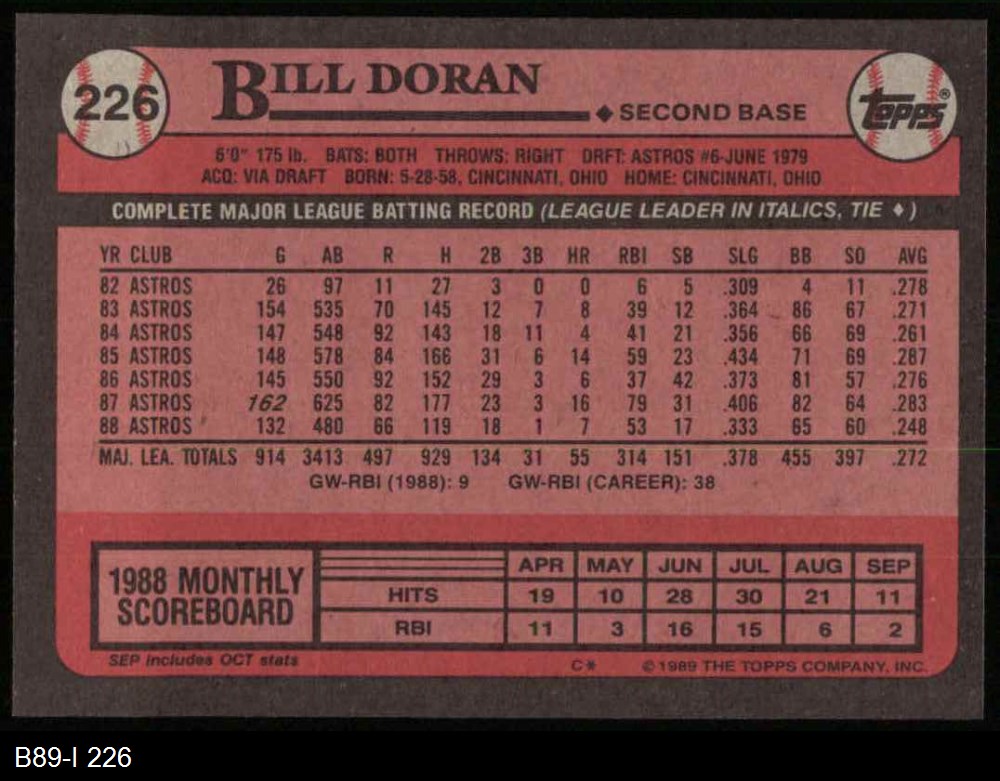 226
BILL DORAN
◆ SECOND BASE
topps®
6'0" 175 lb. BATS: BOTH THROWS: RIGHT DRFT: ASTROS #6-JUNE 1979
ACQ: VIA DRAFT BORN: 5-28-58, CINCINNATI, OHIO HOME: CINCINNATI, OHIO
COMPLETE MAJOR LEAGUE BATTING RECORD (LEAGUE LEADER IN ITALICS, TIE ♦)
YR CLUB G AB R H 2B 3B HR RBI SB SLG BB SO AVG
82 ASTROS 26 97 11 27 3 0 0 6 5 .309 4 11 .278
83 ASTROS 154 535 70 145 12 7 8 39 12 .364 86 67 .271
84 ASTROS 147 548 92 143 18 11 4 41 21 .356 66 69 .261
85 ASTROS 148 578 84 166 31 6 14 59 23 .434 71 69 .287
86 ASTROS 145 550 92 152 29 3 6 37 42 .373 81 57 .276
87 ASTROS 162 625 82 177 23 3 16 79 31 .406 82 64 .283
88 ASTROS 132 480 66 119 18 1 7 53 17 .333 65 60 .248
MAJ. LEA. TOTALS 914 3413 497 929 134 31 55 314 151 .378 455 397 .272
GW-RBI (1988): 9 GW-RBI (CAREER): 38
1988 MONTHLY
SCOREBOARD
APR MAY JUN JUL AUG SEP
HITS 19 10 28 30 21 11
RBI 11 3 16 15 6 2
SEP includes OCT stats
C* © 1989 THE TOPPS COMPANY, INC.
B89-I 226